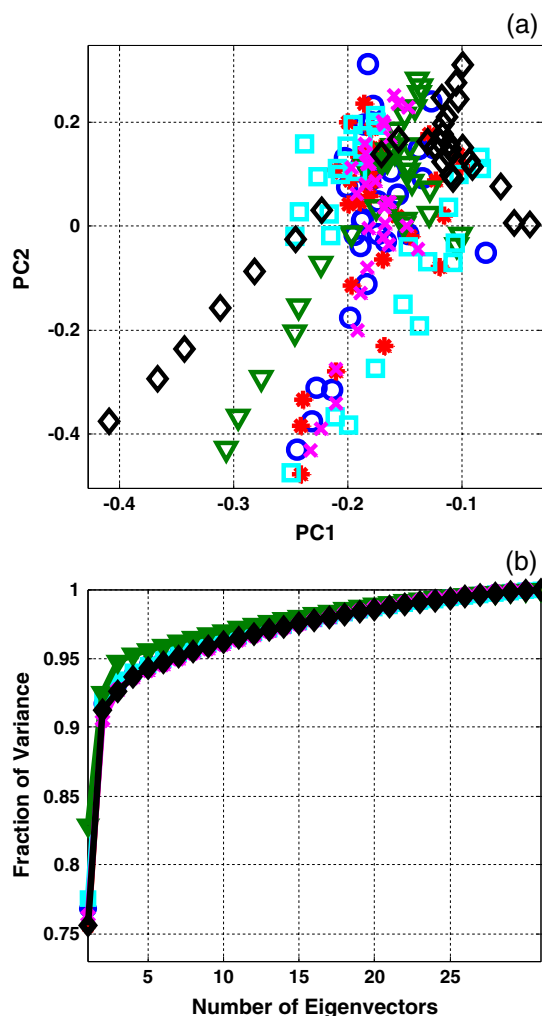 (a)
0.2
0
-0.2
-0.4
PC2
-0.4 -0.3 -0.2 -0.1
PC1
(b)
1
0.95
0.9
0.85
0.8
0.75
Fraction of Variance
5 10 15 20 25
Number of Eigenvectors